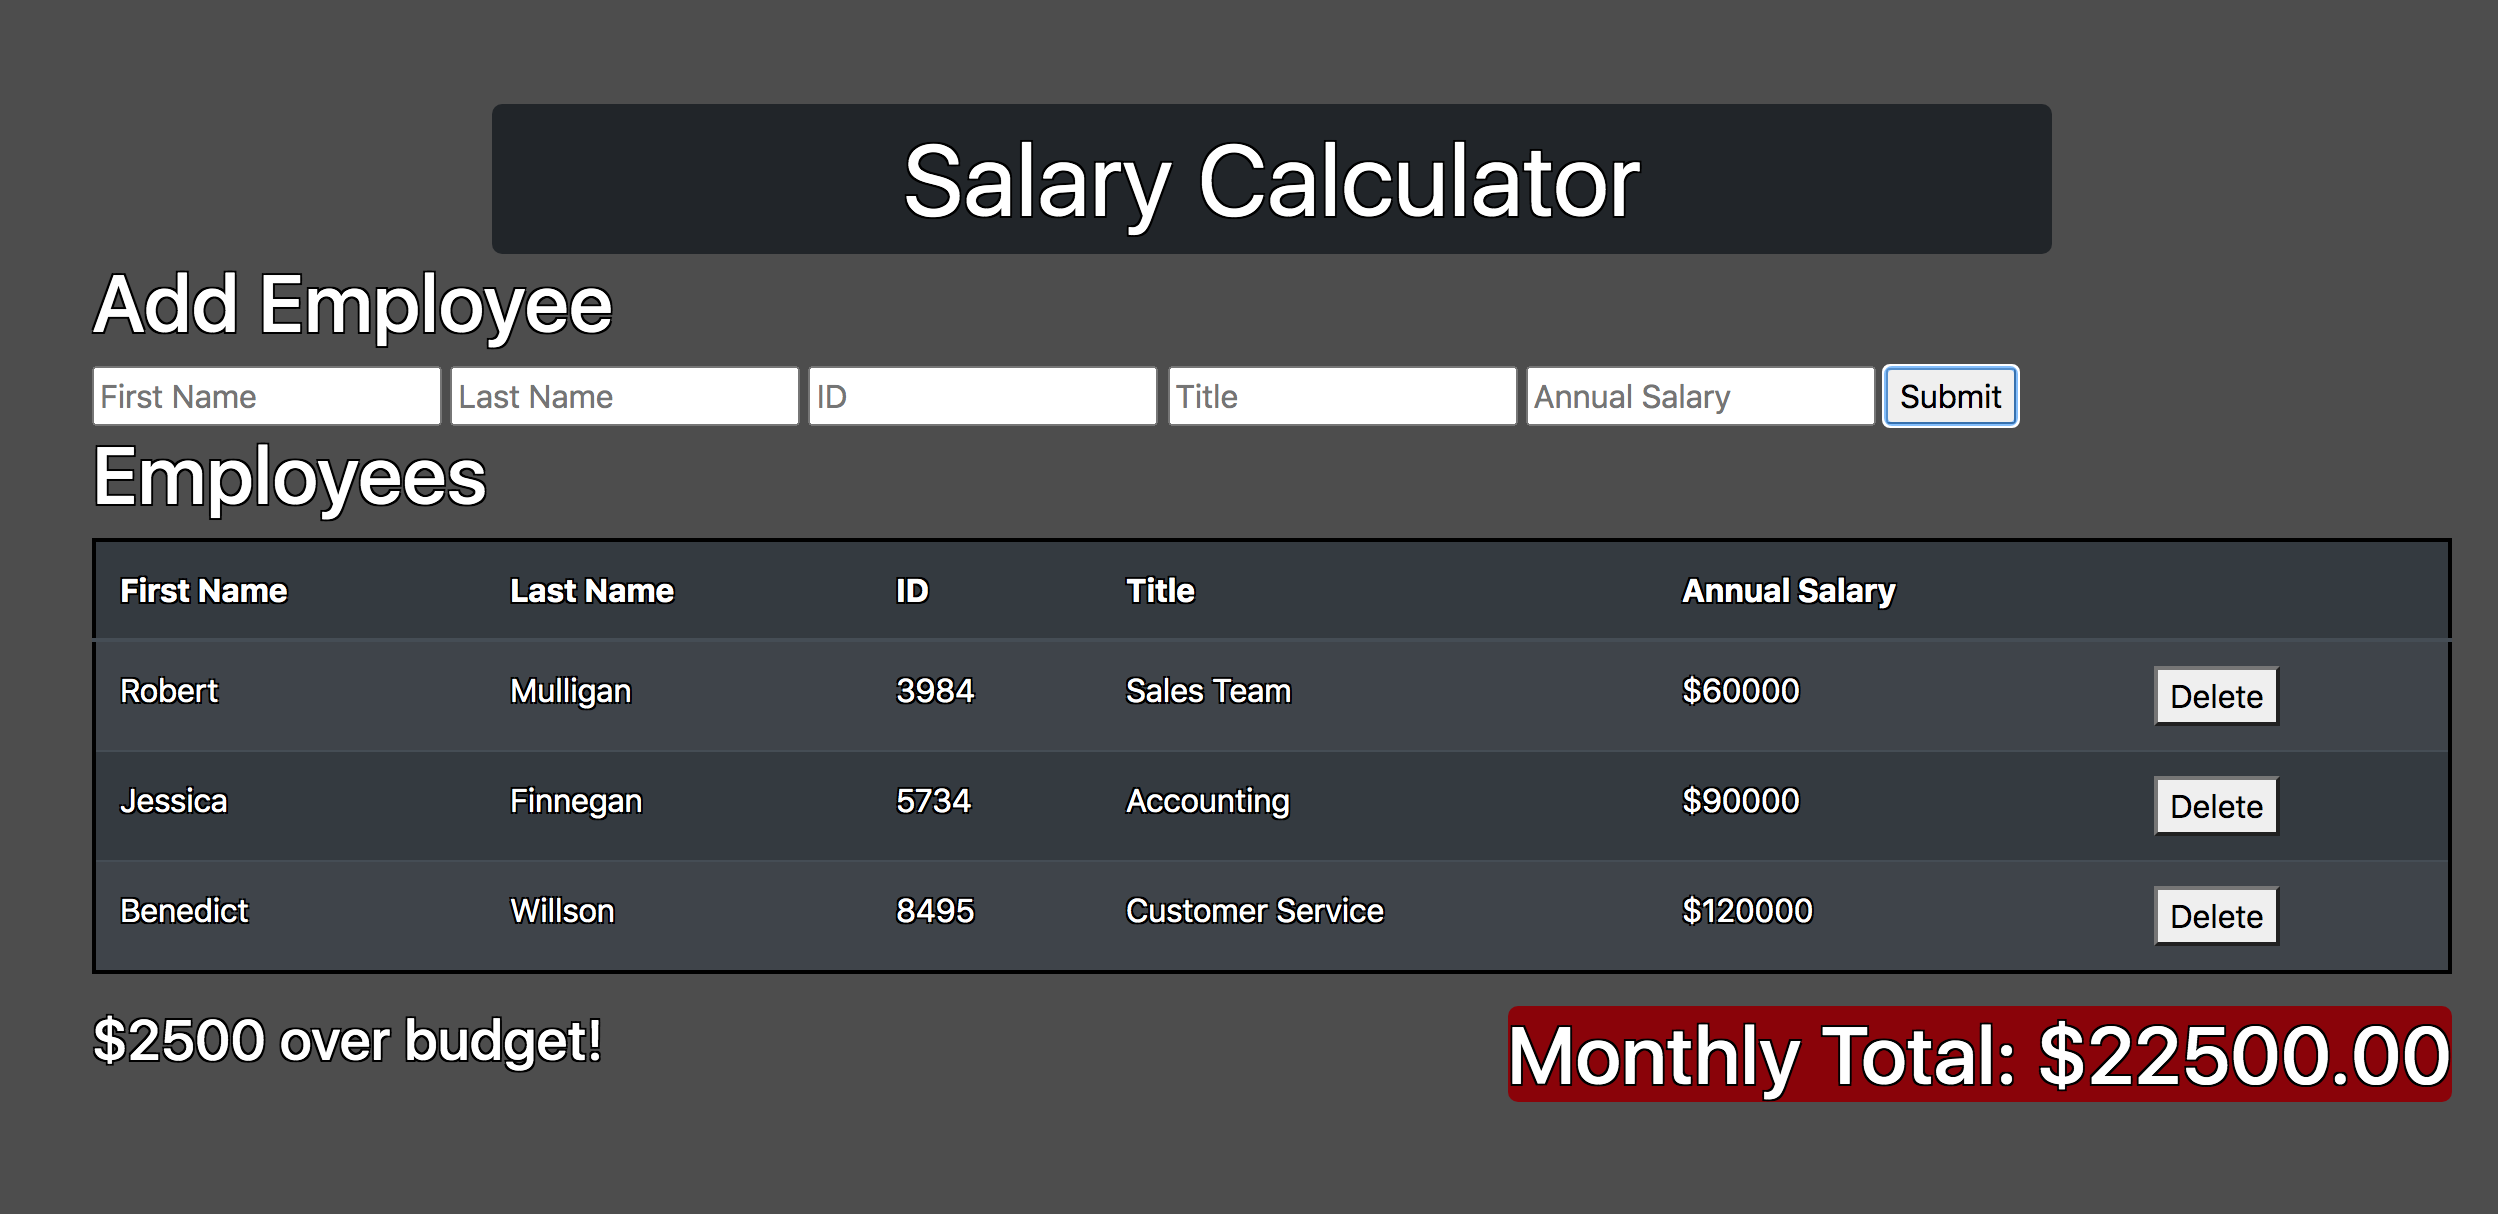 Salary Calculator
Add Employee
First Name Last Name ID Title Annual Salary Submit
Employees
First Name Last Name ID Title Annual Salary
Robert Mulligan 3984 Sales Team $60000 Delete
Jessica Finnegan 5734 Accounting $90000 Delete
Benedict Willson 8495 Customer Service $120000 Delete
$2500 over budget! Monthly Total: $22500.00